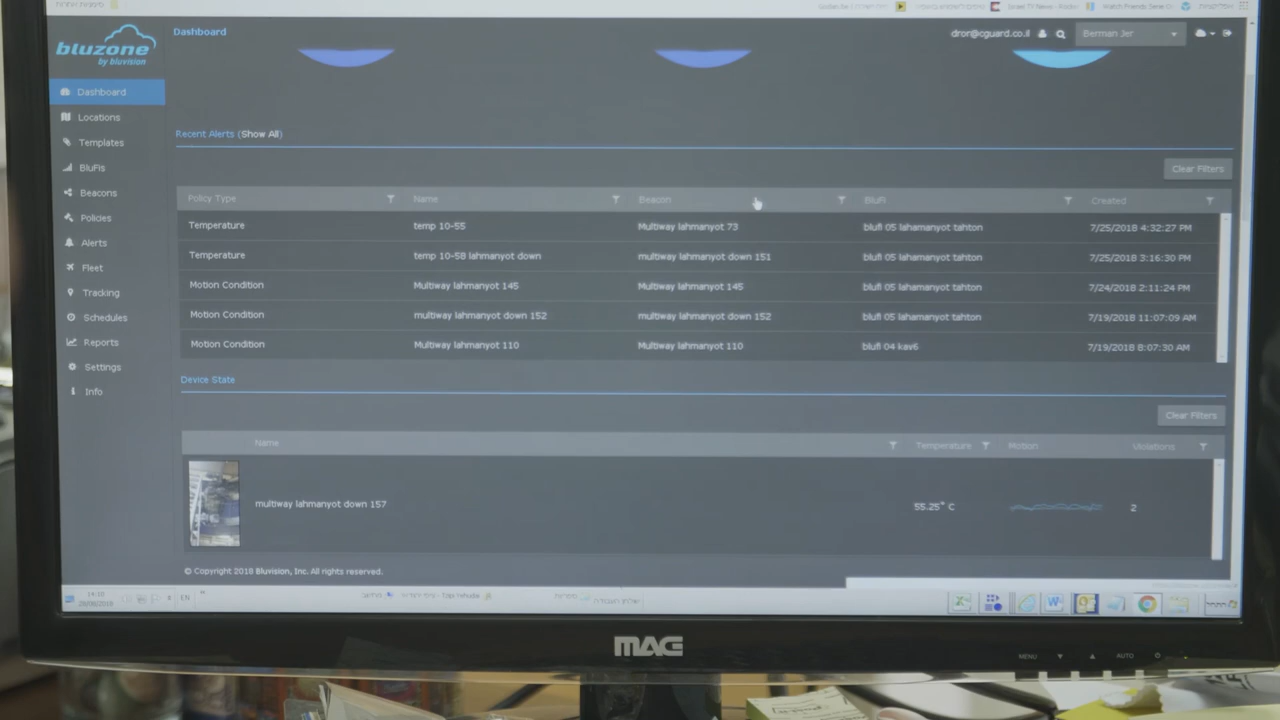 bluzone
by bluvision
Dashboard
dron@cguard.co.il
Berman Jer
Dashboard
Locations
Templates
BluFis
Beacons
Policies
Alerts
Fleet
Tracking
Schedules
Reports
Settings
Info
Recent Alerts (Show All)
Clear Filters
Policy Type Name Beacon BluFi Created
Temperature temp 10-55 Multiway lahmanyot 73 blufi 05 lahamanyot tahton 7/25/2018 4:32:27 PM
Temperature temp 10-58 lahmanyot down multiway lahmanyot down 151 blufi 05 lahamanyot tahton 7/25/2018 3:16:30 PM
Motion Condition Multiway lahmanyot 145 Multiway lahmanyot 145 blufi 05 lahamanyot tahton 7/24/2018 2:11:24 PM
Motion Condition multiway lahmanyot down 152 multiway lahmanyot down 152 blufi 05 lahamanyot tahton 7/19/2018 11:07:09 AM
Motion Condition Multiway lahmanyot 110 Multiway lahmanyot 110 blufi 04 kav6 7/19/2018 8:07:30 AM
Device State
Clear Filters
Name Temperature Motion Violations
multiway lahmanyot down 157 55.25° C 2
© Copyright 2018 Bluvision, Inc. All rights reserved.
14:10
EN
MAG
MENU AUTO